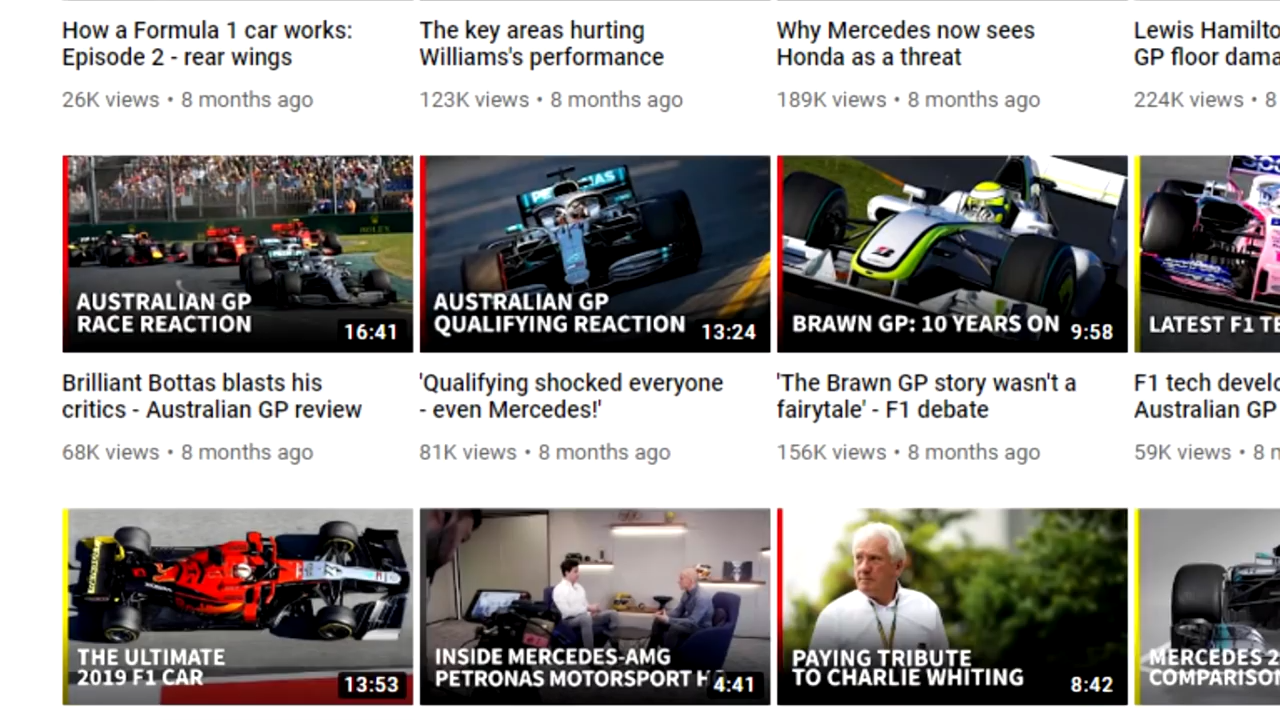 How a Formula 1 car works:
Episode 2 - rear wings
26K views • 8 months ago
The key areas hurting
Williams's performance
123K views • 8 months ago
Why Mercedes now sees
Honda as a threat
189K views • 8 months ago
Lewis Hamilto
GP floor dama
224K views • 8
AUSTRALIAN GP
RACE REACTION
16:41
Brilliant Bottas blasts his
critics - Australian GP review
68K views • 8 months ago
PETRONAS
AUSTRALIAN GP
QUALIFYING REACTION
13:24
'Qualifying shocked everyone
- even Mercedes!'
81K views • 8 months ago
BRAWN GP: 10 YEARS ON
9:58
'The Brawn GP story wasn't a
fairytale' - F1 debate
156K views • 8 months ago
LATEST F1 TE
F1 tech develo
Australian GP
59K views • 8 m
THE ULTIMATE
2019 F1 CAR
13:53
INSIDE MERCEDES-AMG
PETRONAS MOTORSPORT H
4:41
PAYING TRIBUTE
TO CHARLIE WHITING
8:42
MERCEDES 2
COMPARISON